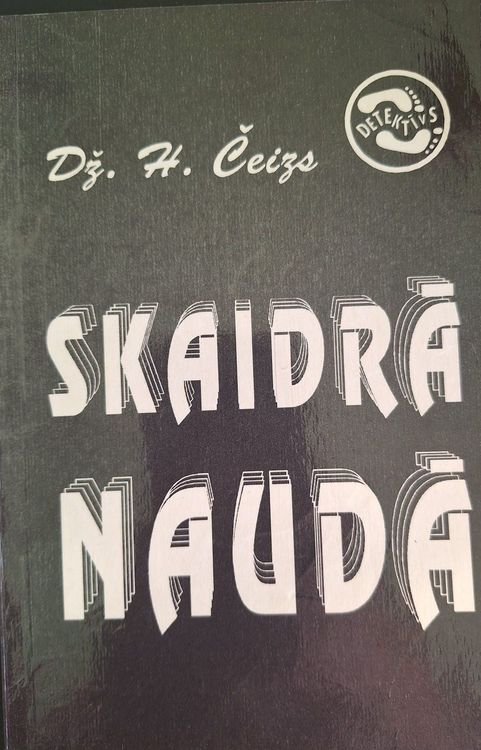 DETEKTĪVS
Dž. H. Čeizs
SKAIDRĀ
NAUDĀ